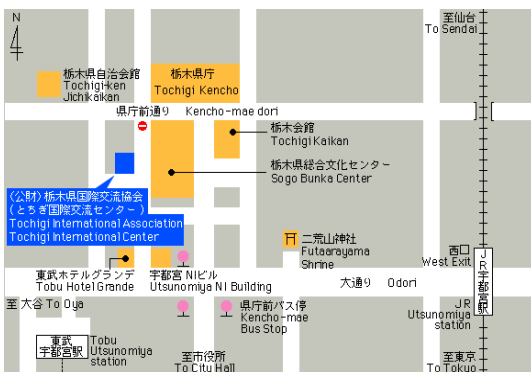 N
至仙台
To Sendai
栃木県自治会館
Tochigi-ken
Jichikaikan
栃木県庁
Tochigi Kencho
県庁前通り Kencho-mae dori
栃木会館
Tochigi Kaikan
栃木県総合文化センター
Sogo Bunka Center
(公財)栃木県国際交流協会
(とちぎ国際交流センター)
Tochigi International Association
Tochigi International Center
二荒山神社
Futaarayama
Shrine
西口
West Exit
JR宇都宮駅
東武ホテルグランデ
Tobu Hotel Grande
宇都宮 NIビル
Utsunomiya NI Building
大通り Odori
至 大谷 To Oya
県庁前バス停
Kencho-mae
Bus Stop
JR
Utsunomiya
station
東武
宇都宮駅
Tobu
Utsunomiya
station
至市役所
To City Hall
至東京
To Tokyo